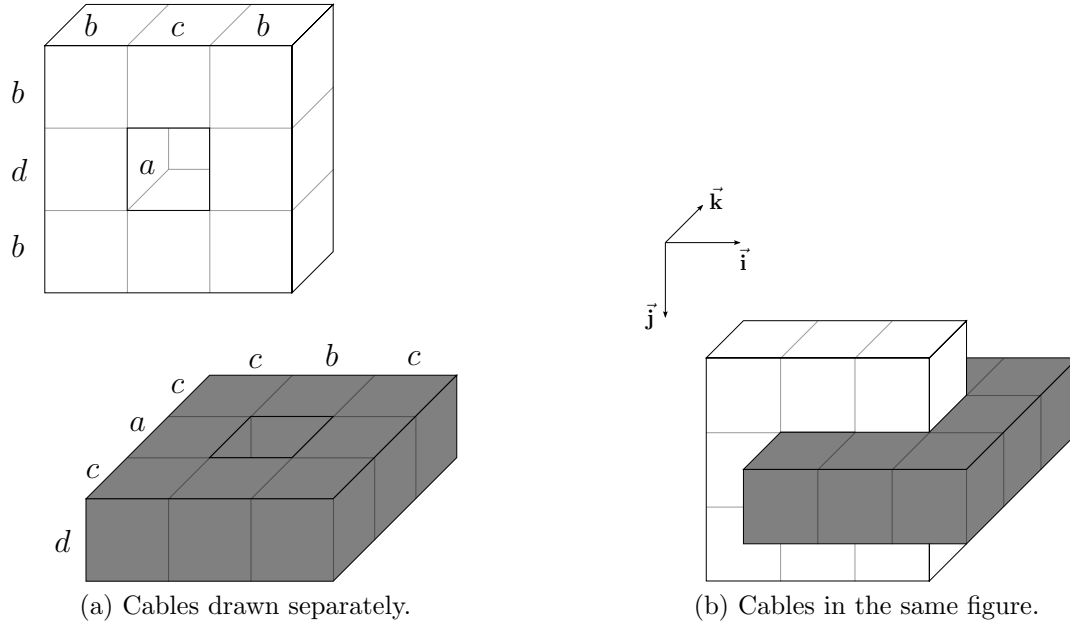 b c b
b
d
a
b
c b c
c
a
c
d
(a) Cables drawn separately.
k⃗
i⃗
j⃗
(b) Cables in the same figure.